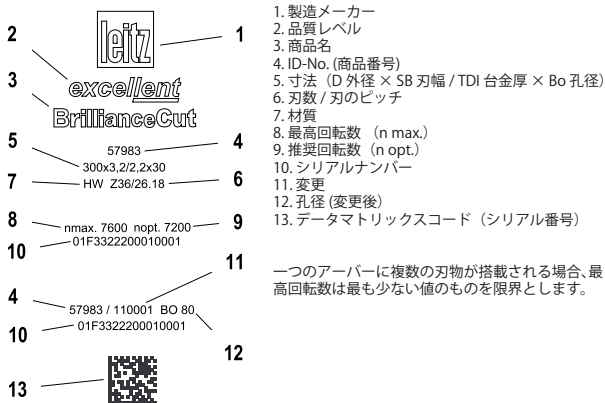 leitz
2 1
excellent
3
BrillianceCut
57983 4
5
300x3,2/2,2x30
7 HW Z36/26.18 6
8 nmax. 7600 nopt. 7200 9
10 01F3322200010001
11
4
57983 / 110001 BO 80
10 01F3322200010001
12
13
1. 製造メーカー
2. 品質レベル
3. 商品名
4. ID-No. (商品番号)
5. 寸法（D 外径 × SB 刃幅 / TDI 台金厚 × Bo 孔径）
6. 刃数 / 刃のピッチ
7. 材質
8. 最高回転数 （n max.）
9. 推奨回転数（n opt.）
10. シリアルナンバー
11. 変更
12. 孔径 (変更後）
13. データマトリックスコード（シリアル番号）
一つのアーバーに複数の刃物が搭載される場合、最
高回転数は最も少ない値のものを限界とします。